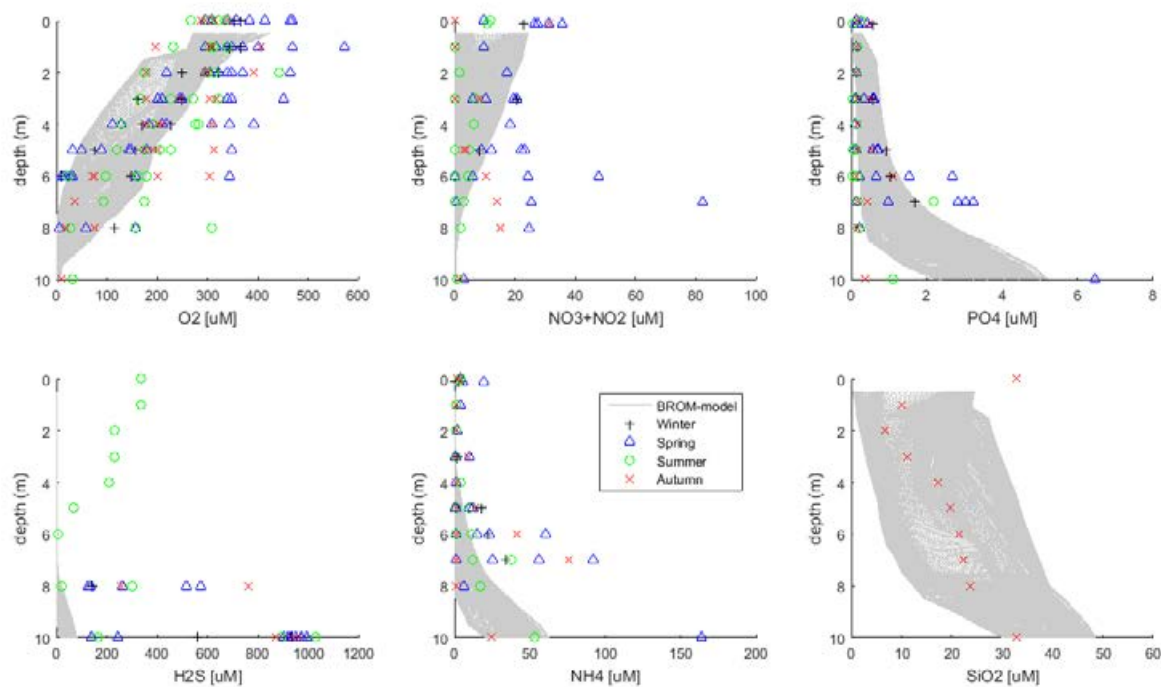 0
2
4
6
8
10
depth (m)
0 100 200 300 400 500 600
O2 [uM]
0
2
4
6
8
10
depth (m)
0 20 40 60 80 100
NO3+NO2 [uM]
0
2
4
6
8
10
depth (m)
0 2 4 6 8
PO4 [uM]
0
2
4
6
8
10
depth (m)
0 200 400 600 800 1000 1200
H2S [uM]
0
2
4
6
8
10
depth (m)
BROM-model
Winter
Spring
Summer
Autumn
0 50 100 150 200
NH4 [uM]
0
2
4
6
8
10
depth (m)
0 10 20 30 40 50 60
SiO2 [uM]